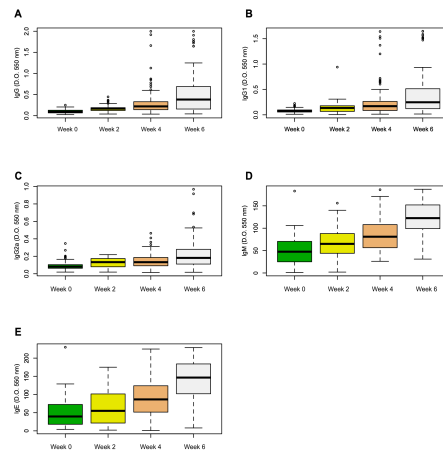 A
IgG (D.O. 550 nm)
2.0
1.5
1.0
0.5
0.0
Week 0 Week 2 Week 4 Week 6
B
IgG1 (D.O. 550 nm)
1.5
1.0
0.5
0.0
Week 0 Week 2 Week 4 Week 6
C
IgG2a (D.O. 550 nm)
1.0
0.8
0.6
0.4
0.2
0.0
Week 0 Week 2 Week 4 Week 6
D
IgM (D.O. 550 nm)
150
100
50
0
Week 0 Week 2 Week 4 Week 6
E
IgE (D.O. 550 nm)
200
150
100
50
0
Week 0 Week 2 Week 4 Week 6